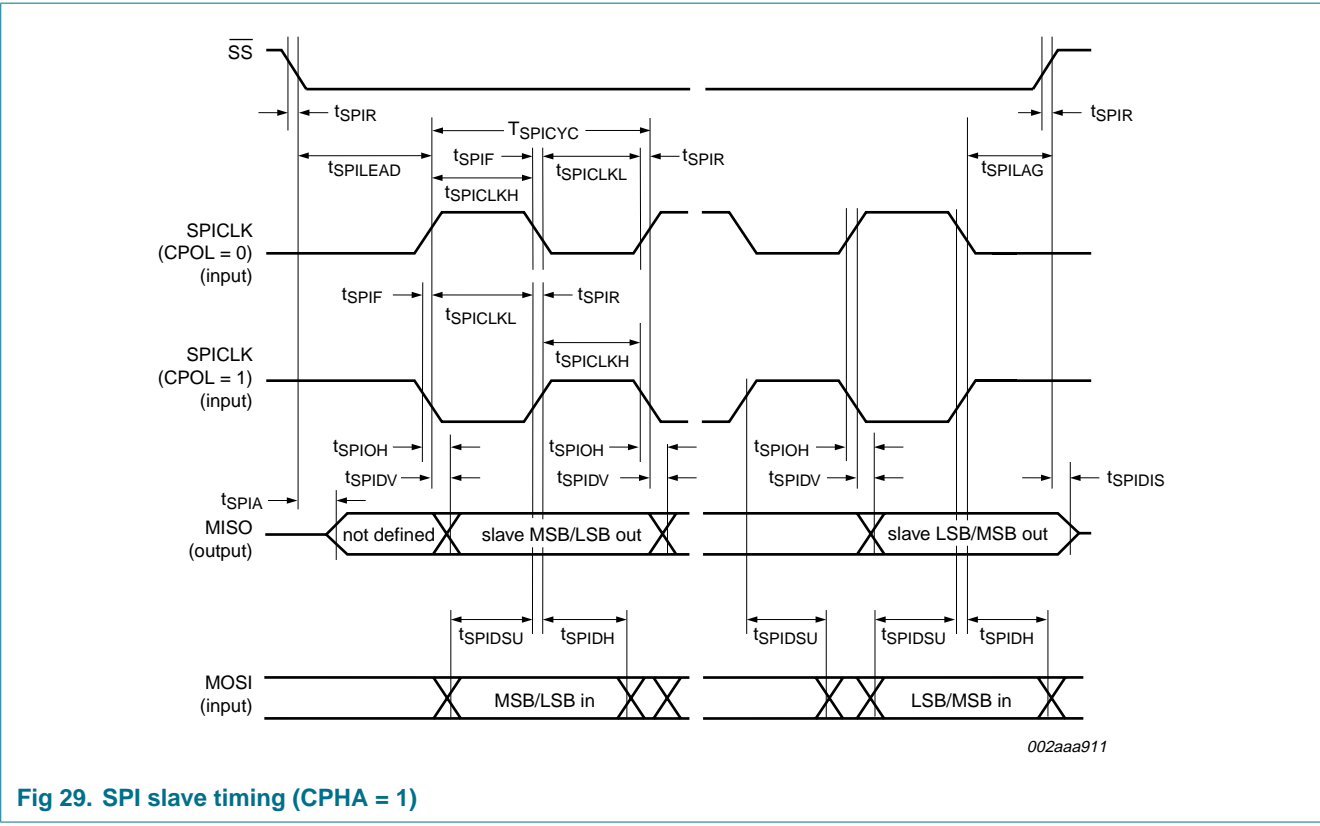 SS
tSPIR
tSPIR
TSPICYC
tSPIF
tSPIR
tSPILEAD
tSPICLKL
tSPILAG
tSPICLKH
SPICLK
(CPOL = 0)
(input)
tSPIF
tSPIR
tSPICLKL
SPICLK
(CPOL = 1)
(input)
tSPICLKH
tSPIOH
tSPIOH
tSPIOH
tSPIDV
tSPIDV
tSPIDV
tSPIDIS
tSPIA
MISO
(output)
not defined
slave MSB/LSB out
slave LSB/MSB out
tSPIDSU
tSPIDH
tSPIDSU
tSPIDSU
tSPIDH
MOSI
(input)
MSB/LSB in
LSB/MSB in
002aaa911
Fig 29. SPI slave timing (CPHA = 1)